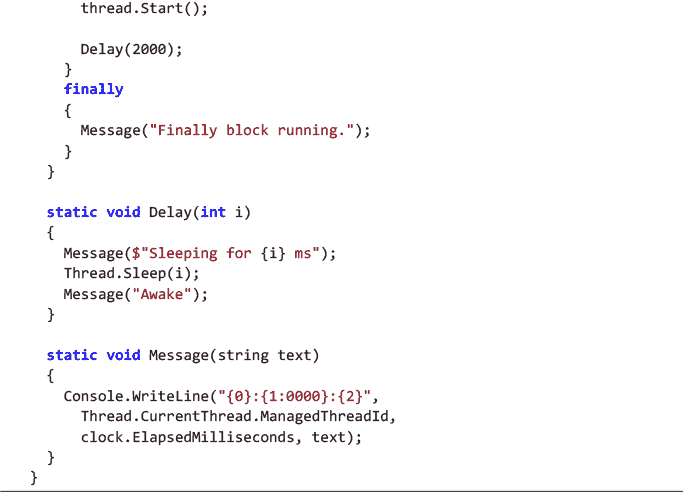 thread.Start();

      Delay(2000);
    }
    finally
    {
      Message("Finally block running.");
    }
  }

  static void Delay(int i)
  {
    Message($"Sleeping for {i} ms");
    Thread.Sleep(i);
    Message("Awake");
  }

  static void Message(string text)
  {
    Console.WriteLine("{0}:{1:0000}:{2}",
      Thread.CurrentThread.ManagedThreadId,
      clock.ElapsedMilliseconds, text);
  }
}